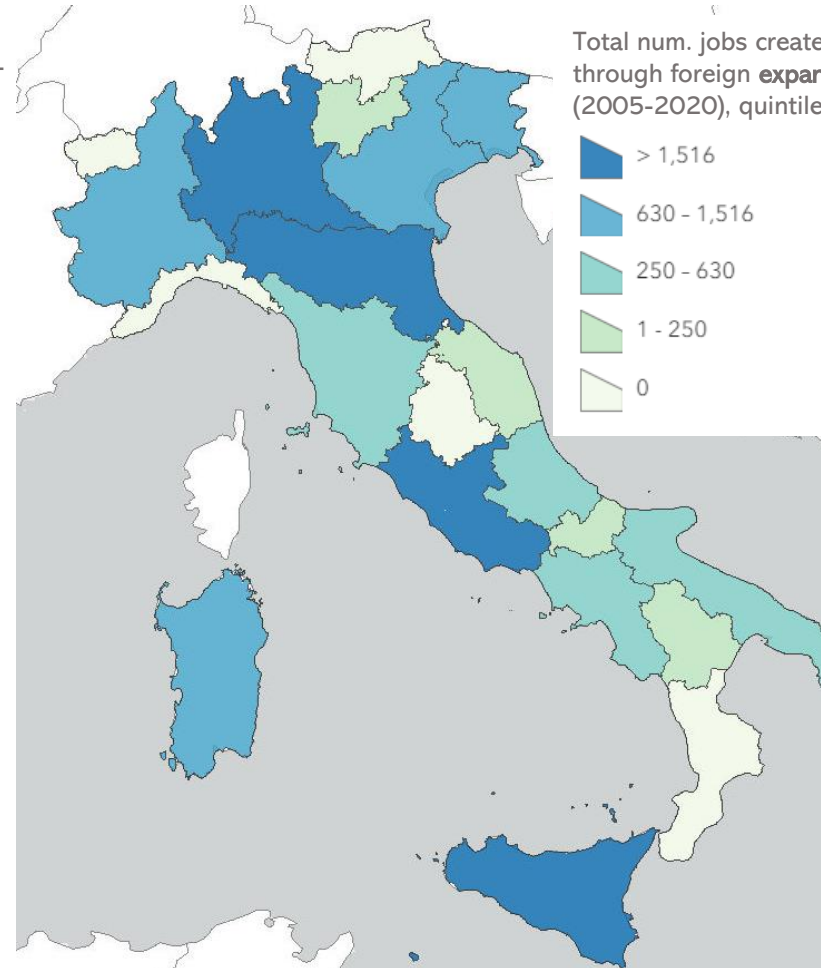 Total num. jobs create
through foreign expan
(2005-2020), quintile
> 1,516
630 - 1,516
250 - 630
1 - 250
0